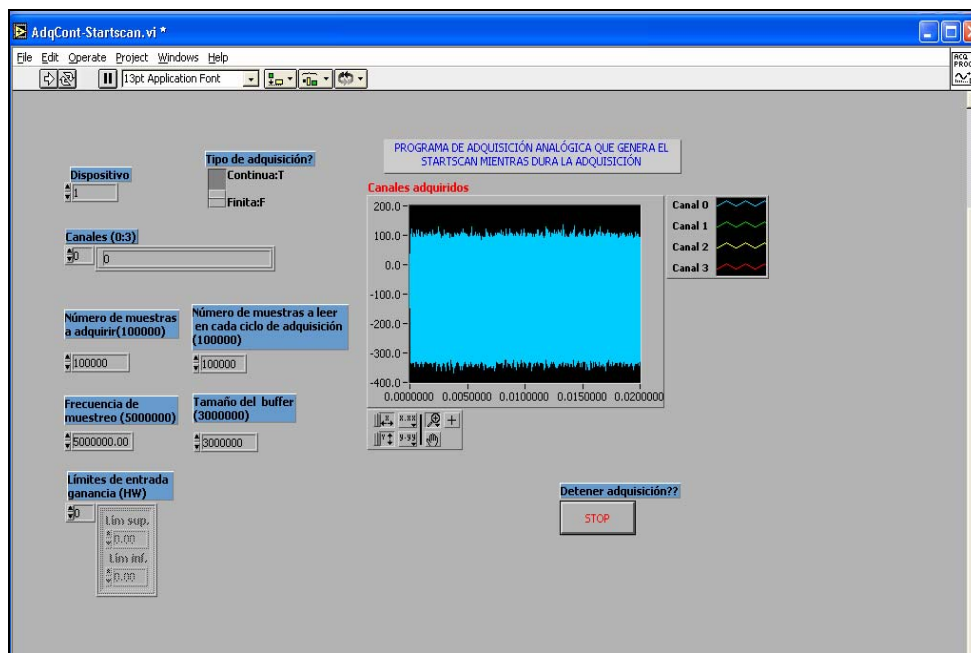 AdqCont-Startscan.vi *
File Edit Operate Project Windows Help
13pt Application Font
ACQ
PROC
PROGRAMA DE ADQUISICIÓN ANALÓGICA QUE GENERA EL
STARTSCAN MIENTRAS DURA LA ADQUISICIÓN
Tipo de adquisición?
Continua:T
Finita:F
Dispositivo
1
Canales (0:3)
0
0
Número de muestras
a adquirir(100000)
100000
Número de muestras a leer
en cada ciclo de adquisición
(100000)
100000
Frecuencia de
muestreo (5000000)
5000000.00
Tamaño del buffer
(3000000)
3000000
Límites de entrada
ganancia (HW)
0
Lím sup.
0.00
Lím inf.
0.00
Canales adquiridos
200.0
100.0
0.0
-100.0
-200.0
-300.0
-400.0
0.0000000 0.0050000 0.0100000 0.0150000 0.0200000
Canal 0
Canal 1
Canal 2
Canal 3
X x.xx
Y y.yy
Detener adquisición??
STOP